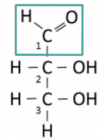 H O
C
1
H – C – OH
2
H – C – OH
3
H